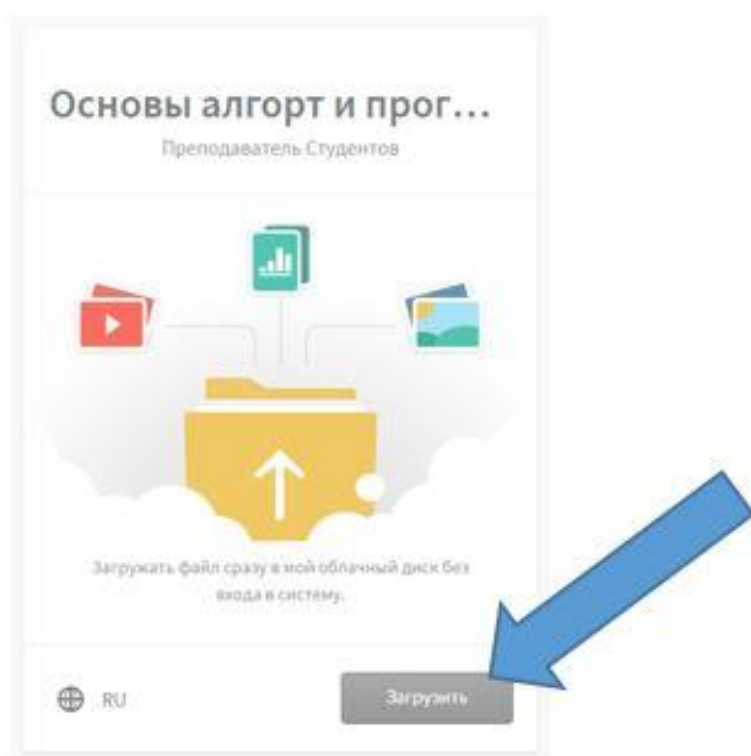 Основы алгорт и прог...
Преподаватель Студентов
Загружать файл сразу в мой облачный диск без
входа в систему.
RU
Загрузить